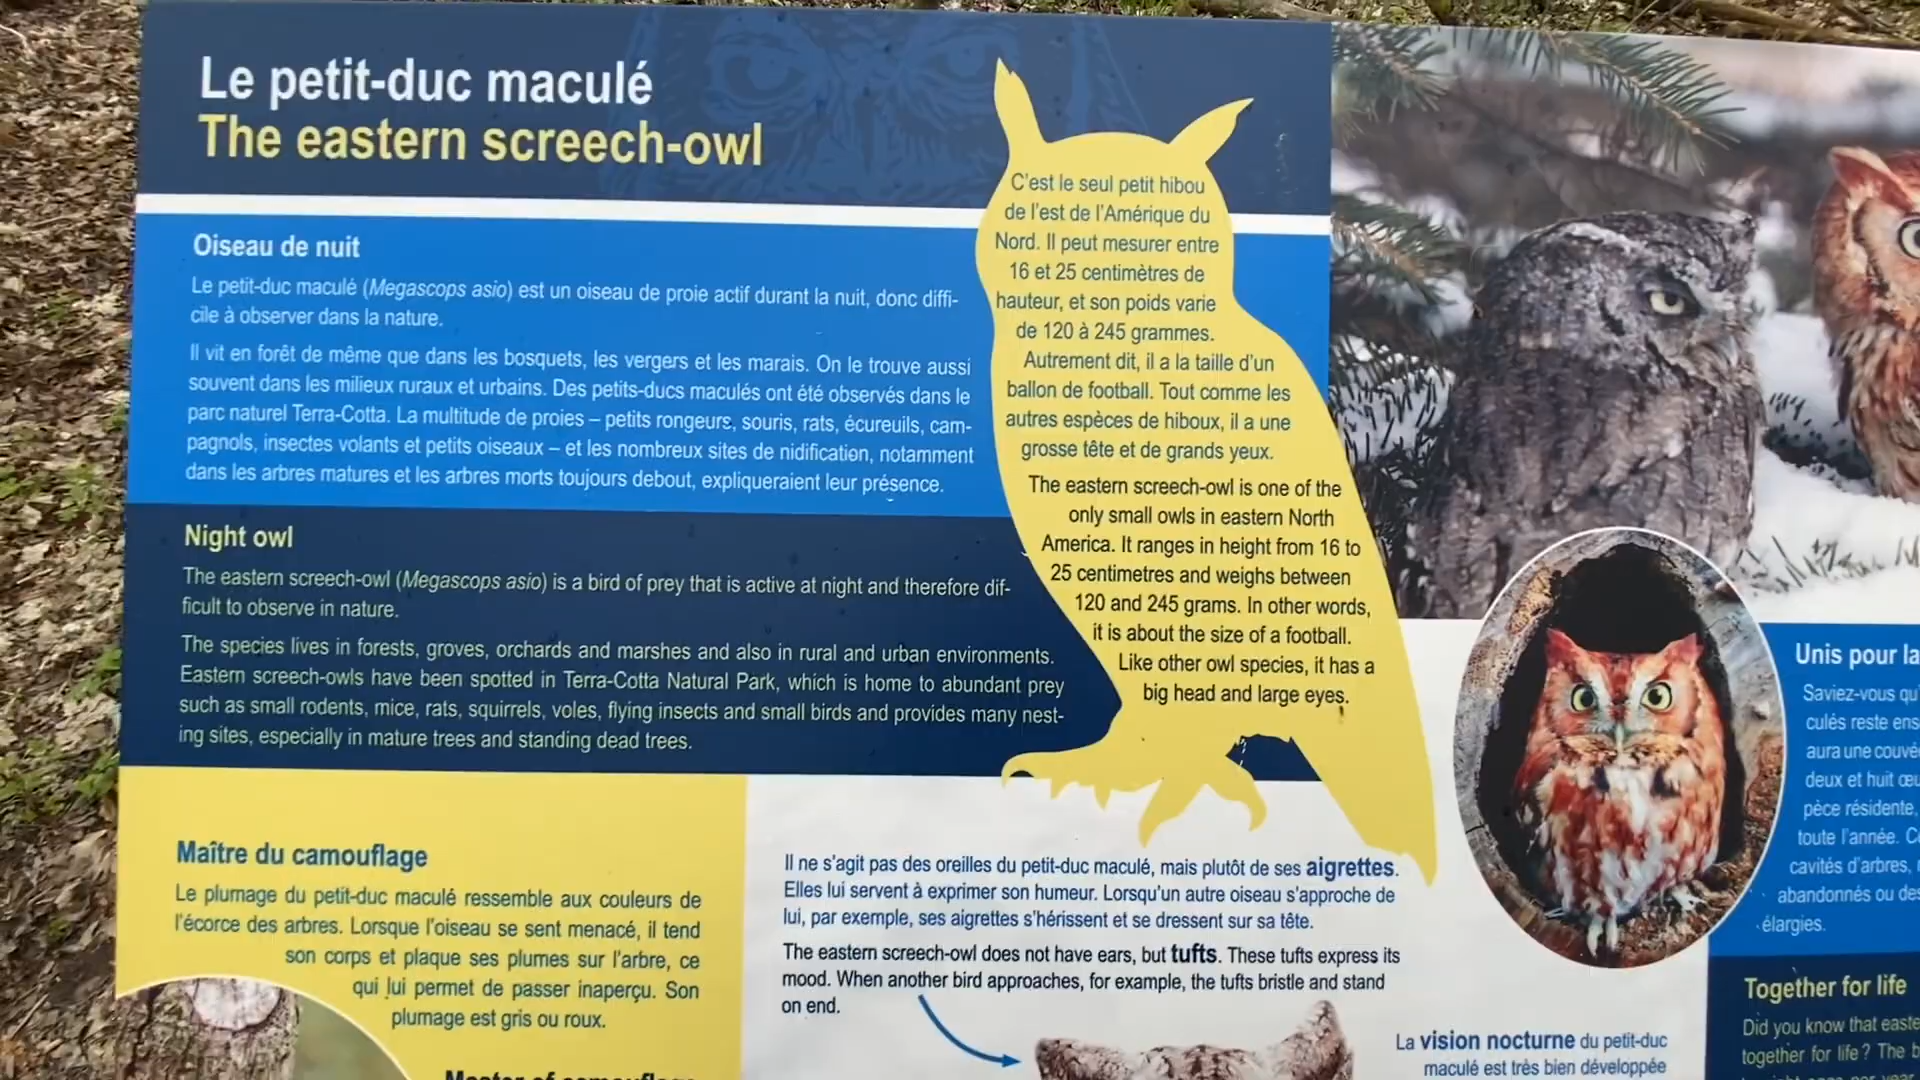 Le petit-duc maculé
The eastern screech-owl
Oiseau de nuit
Le petit-duc maculé (Megascops asio) est un oiseau de proie actif durant la nuit, donc diffi-
cile à observer dans la nature.
Il vit en forêt de même que dans les bosquets, les vergers et les marais. On le trouve aussi
souvent dans les milieux ruraux et urbains. Des petits-ducs maculés ont été observés dans le
parc naturel Terra-Cotta. La multitude de proies – petits rongeurs, souris, rats, écureuils, cam-
pagnols, insectes volants et petits oiseaux – et les nombreux sites de nidification, notamment
dans les arbres matures et les arbres morts toujours debout, expliqueraient leur présence.
Night owl
The eastern screech-owl (Megascops asio) is a bird of prey that is active at night and therefore dif-
ficult to observe in nature.
The species lives in forests, groves, orchards and marshes and also in rural and urban environments.
Eastern screech-owls have been spotted in Terra-Cotta Natural Park, which is home to abundant prey
such as small rodents, mice, rats, squirrels, voles, flying insects and small birds and provides many nest-
ing sites, especially in mature trees and standing dead trees.
C'est le seul petit hibou
de l'est de l'Amérique du
Nord. Il peut mesurer entre
16 et 25 centimètres de
hauteur, et son poids varie
de 120 à 245 grammes.
Autrement dit, il a la taille d'un
ballon de football. Tout comme les
autres espèces de hiboux, il a une
grosse tête et de grands yeux.
The eastern screech-owl is one of the
only small owls in eastern North
America. It ranges in height from 16 to
25 centimetres and weighs between
120 and 245 grams. In other words,
it is about the size of a football.
Like other owl species, it has a
big head and large eyes.
Maître du camouflage
Le plumage du petit-duc maculé ressemble aux couleurs de
l'écorce des arbres. Lorsque l'oiseau se sent menacé, il tend
son corps et plaque ses plumes sur l'arbre, ce
qui lui permet de passer inaperçu. Son
plumage est gris ou roux.
Master of camouflage
Il ne s'agit pas des oreilles du petit-duc maculé, mais plutôt de ses aigrettes.
Elles lui servent à exprimer son humeur. Lorsqu'un autre oiseau s'approche de
lui, par exemple, ses aigrettes s'hérissent et se dressent sur sa tête.
The eastern screech-owl does not have ears, but tufts. These tufts express its
mood. When another bird approaches, for example, the tufts bristle and stand
on end.
La vision nocturne du petit-duc
maculé est très bien développée
Unis pour la
Saviez-vous qu'
culés reste ens
aura une couvé
deux et huit œu
pèce résidente,
toute l'année. C
cavités d'arbres,
abandonnés ou des
élargies.
Together for life
Did you know that easte
together for life? The b